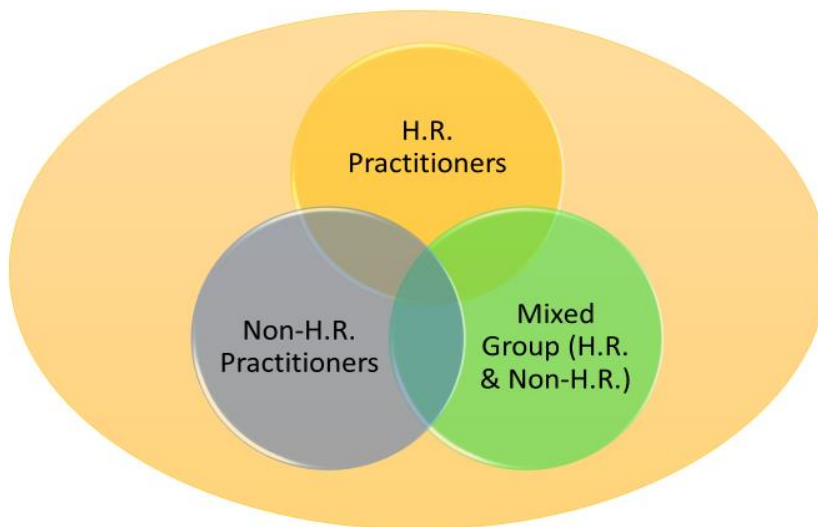 H.R.
Practitioners
Non-H.R.
Practitioners
Mixed
Group (H.R.
& Non-H.R.)